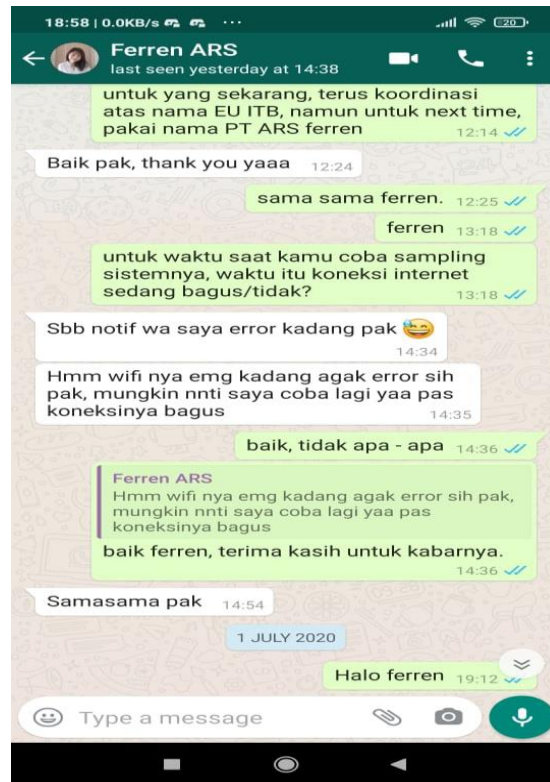 18:58 | 0.0KB/s ...
20
Ferren ARS
last seen yesterday at 14:38
untuk yang sekarang, terus koordinasi
atas nama EU ITB, namun untuk next time,
pakai nama PT ARS ferren
12:14
Baik pak, thank you yaaa 12:24
sama sama ferren. 12:25
ferren 13:18
untuk waktu saat kamu coba sampling
sistemnya, waktu itu koneksi internet
sedang bagus/tidak?
13:18
Sbb notif wa saya error kadang pak 😅
14:34
Hmm wifi nya emg kadang agak error sih
pak, mungkin nnti saya coba lagi yaa pas
koneksinya bagus
14:35
baik, tidak apa - apa 14:36
Ferren ARS
Hmm wifi nya emg kadang agak error sih pak,
mungkin nnti saya coba lagi yaa pas
koneksinya bagus
baik ferren, terima kasih untuk kabarnya.
14:36
Samasama pak 14:54
1 JULY 2020
Halo ferren 19:12
Type a message